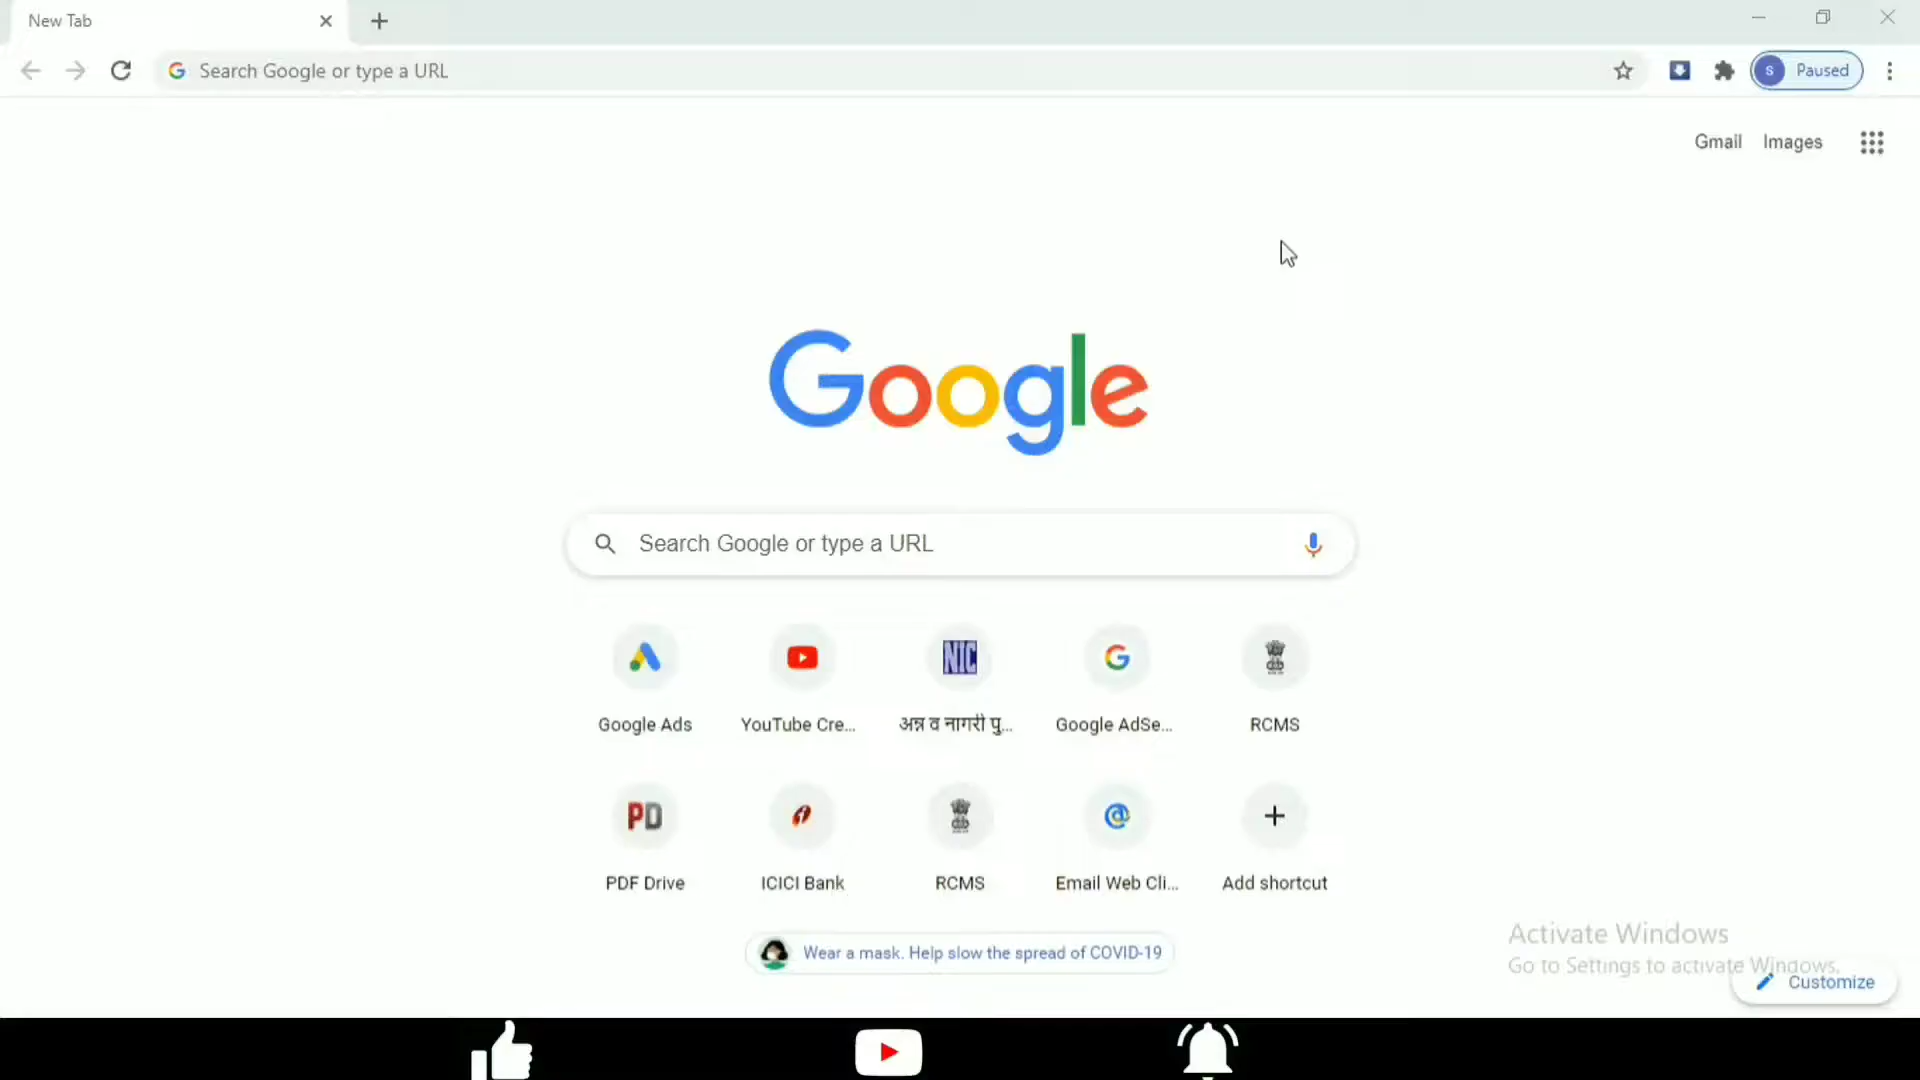 New Tab
Search Google or type a URL
S Paused
Gmail Images
Google
Search Google or type a URL
Google Ads YouTube Cre... NIC अन्न व नागरी पु... Google AdSe... RCMS
PD PDF Drive ICICI Bank RCMS Email Web Cli... Add shortcut
Wear a mask. Help slow the spread of COVID-19
Activate Windows
Go to Settings to activate Windows.
Customize